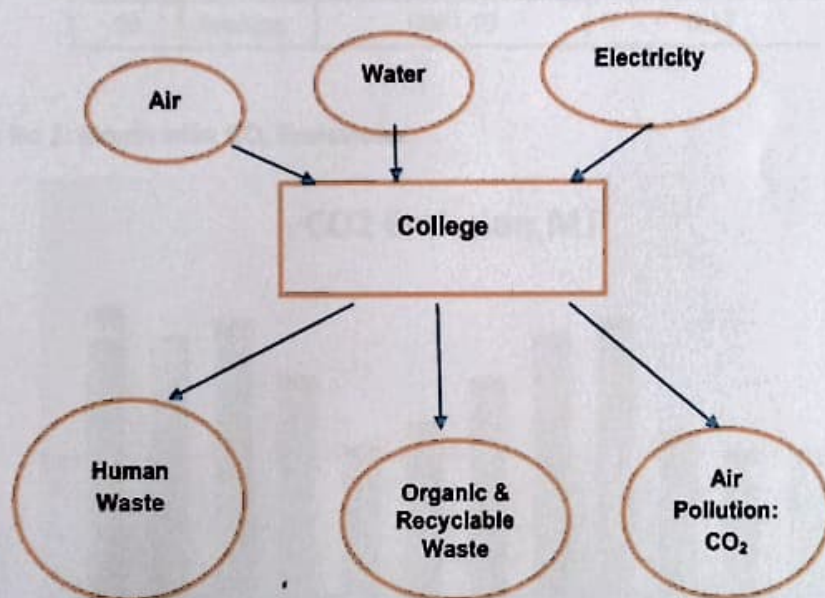 Air
Water
Electricity
College
Human
Waste
Organic &
Recyclable
Waste
Air
Pollution:
CO₂